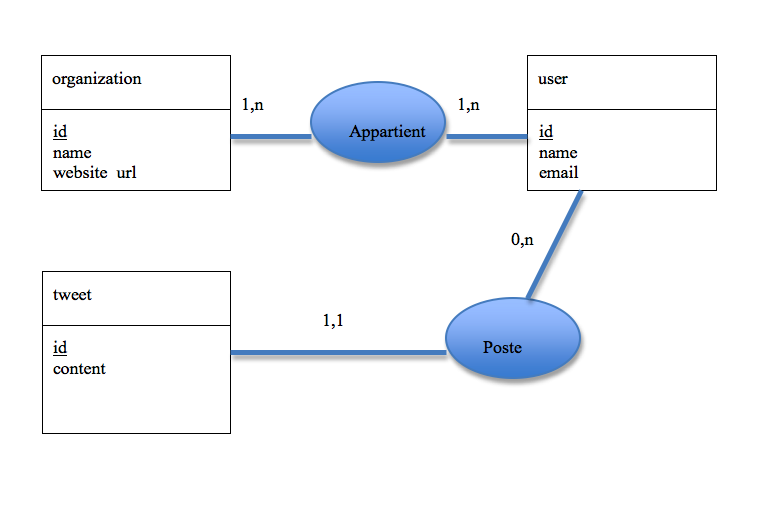 organization
id
name
website url
1,n
Appartient
1,n
user
id
name
email
0,n
tweet
id
content
1,1
Poste